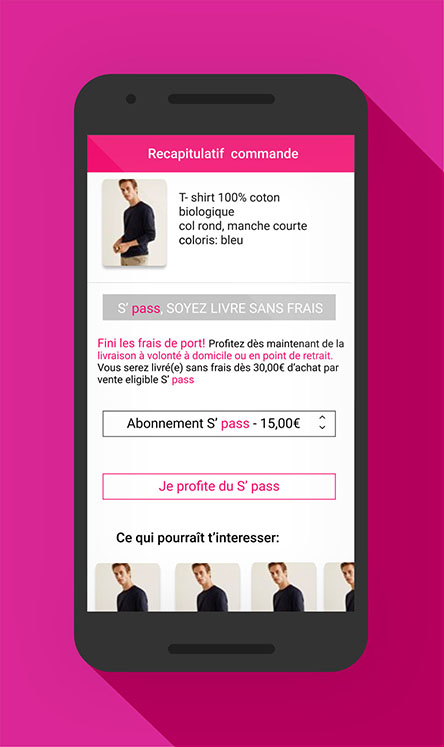 Recapitulatif commande
T- shirt 100% coton
biologique
col rond, manche courte
coloris: bleu
S' pass, SOYEZ LIVRE SANS FRAIS
Fini les frais de port! Profitez dès maintenant de la
livraison à volonté à domicile ou en point de retrait.
Vous serez livré(e) sans frais dès 30,00€ d'achat par
vente eligible S' pass
Abonnement S' pass - 15,00€
Je profite du S' pass
Ce qui pourraît t'interesser: